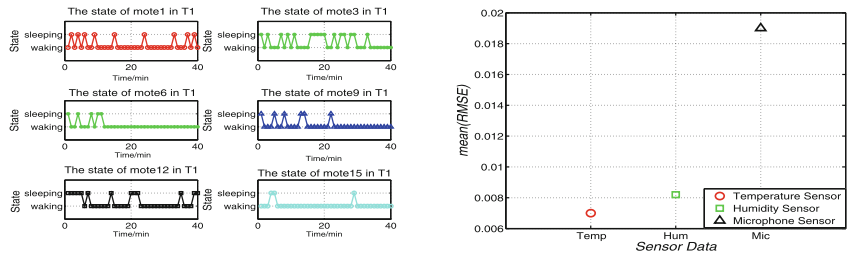 The state of mote1 in T1
State
sleeping
waking
0 20 40
Time/min
The state of mote3 in T1
State
sleeping
waking
0 20 40
Time/min
The state of mote6 in T1
State
sleeping
waking
0 20 40
Time/min
The state of mote9 in T1
State
sleeping
waking
0 20 40
Time/min
The state of mote12 in T1
State
sleeping
waking
0 20 40
Time/min
The state of mote15 in T1
State
sleeping
waking
0 20 40
Time/min
mean(RMSE)
0.02
0.018
0.016
0.014
0.012
0.01
0.008
0.006
Temperature Sensor
Humidity Sensor
Microphone Sensor
Temp Hum Mic
Sensor Data